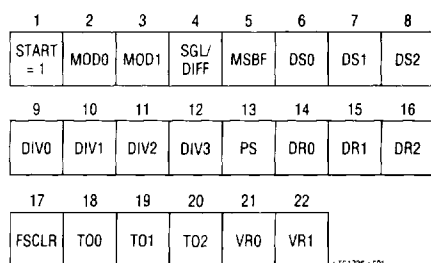 1 2 3 4 5 6 7 8
START = 1 MOD0 MOD1 SGL/ DIFF MSBF DS0 DS1 DS2
9 10 11 12 13 14 15 16
DIV0 DIV1 DIV2 DIV3 PS DR0 DR1 DR2
17 18 19 20 21 22
FSCLR TO0 TO1 TO2 VR0 VR1